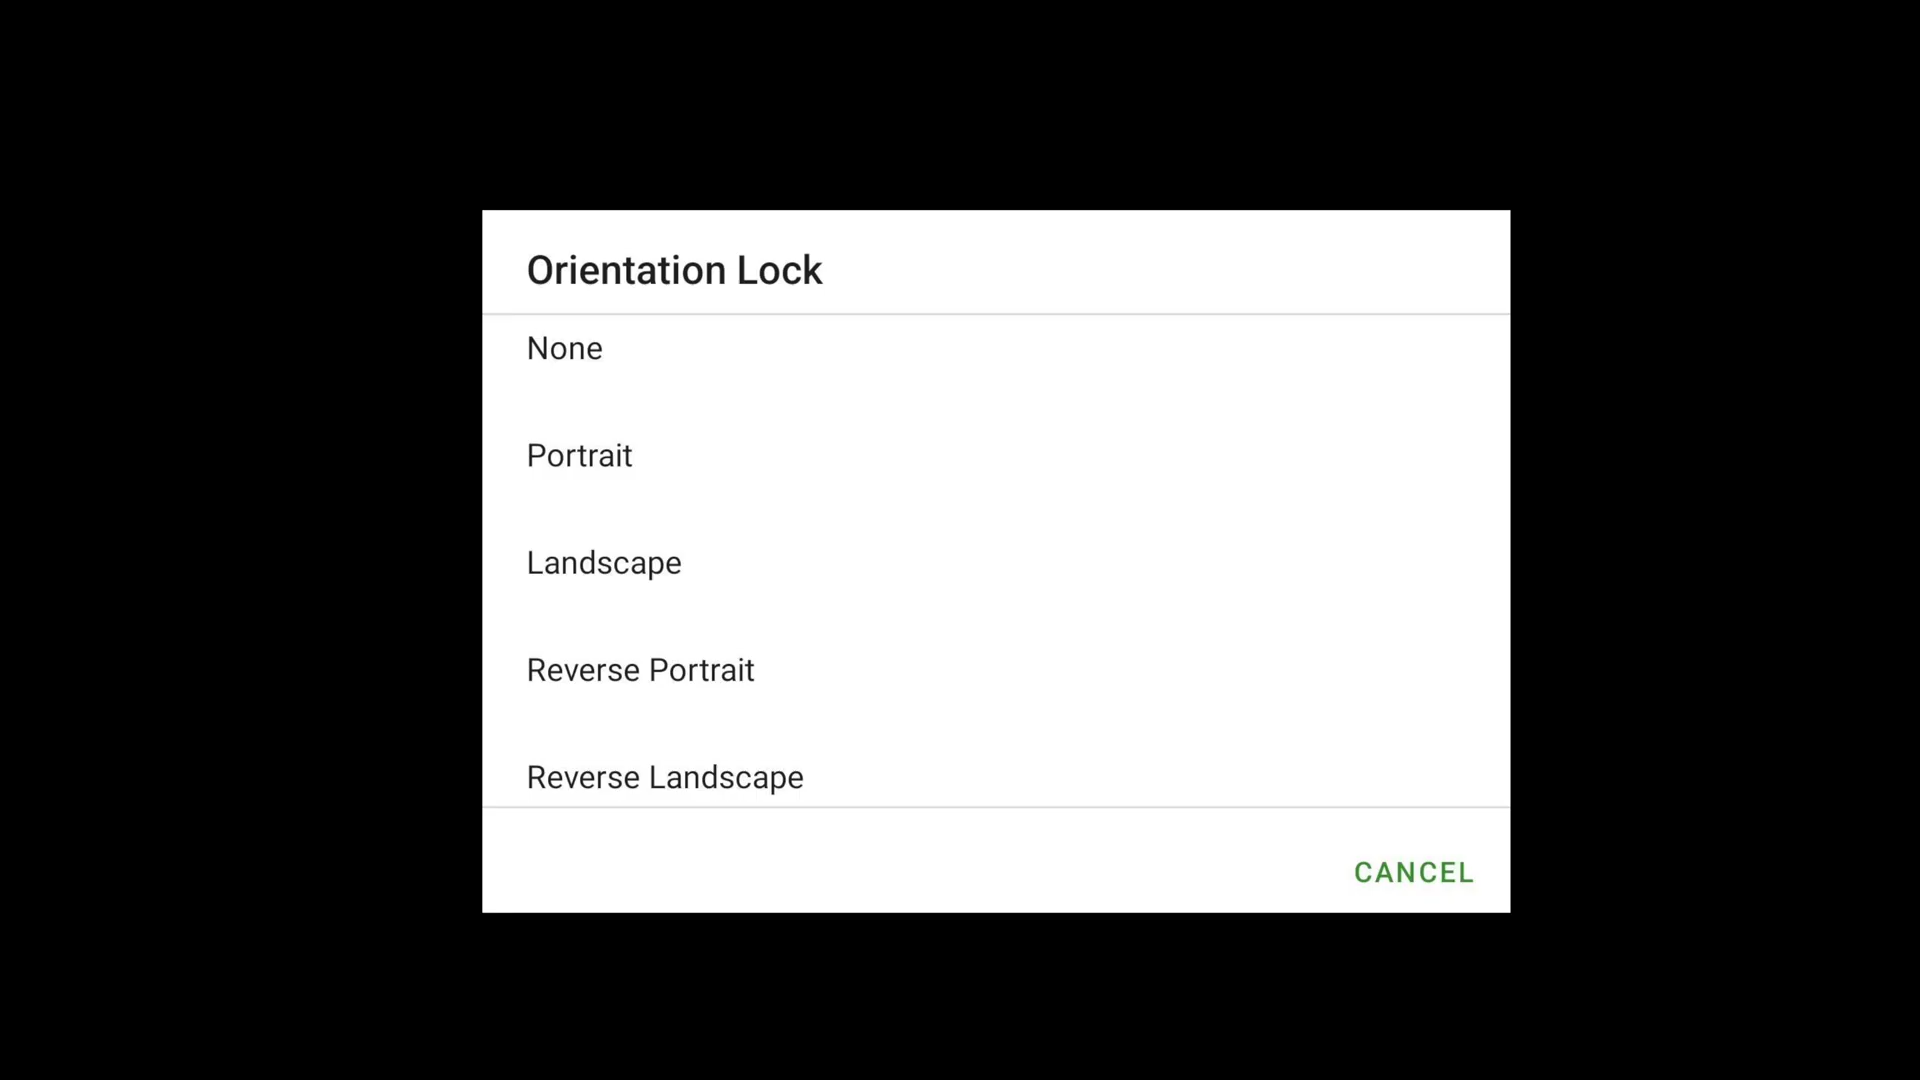 Orientation Lock
None
Portrait
Landscape
Reverse Portrait
Reverse Landscape
CANCEL